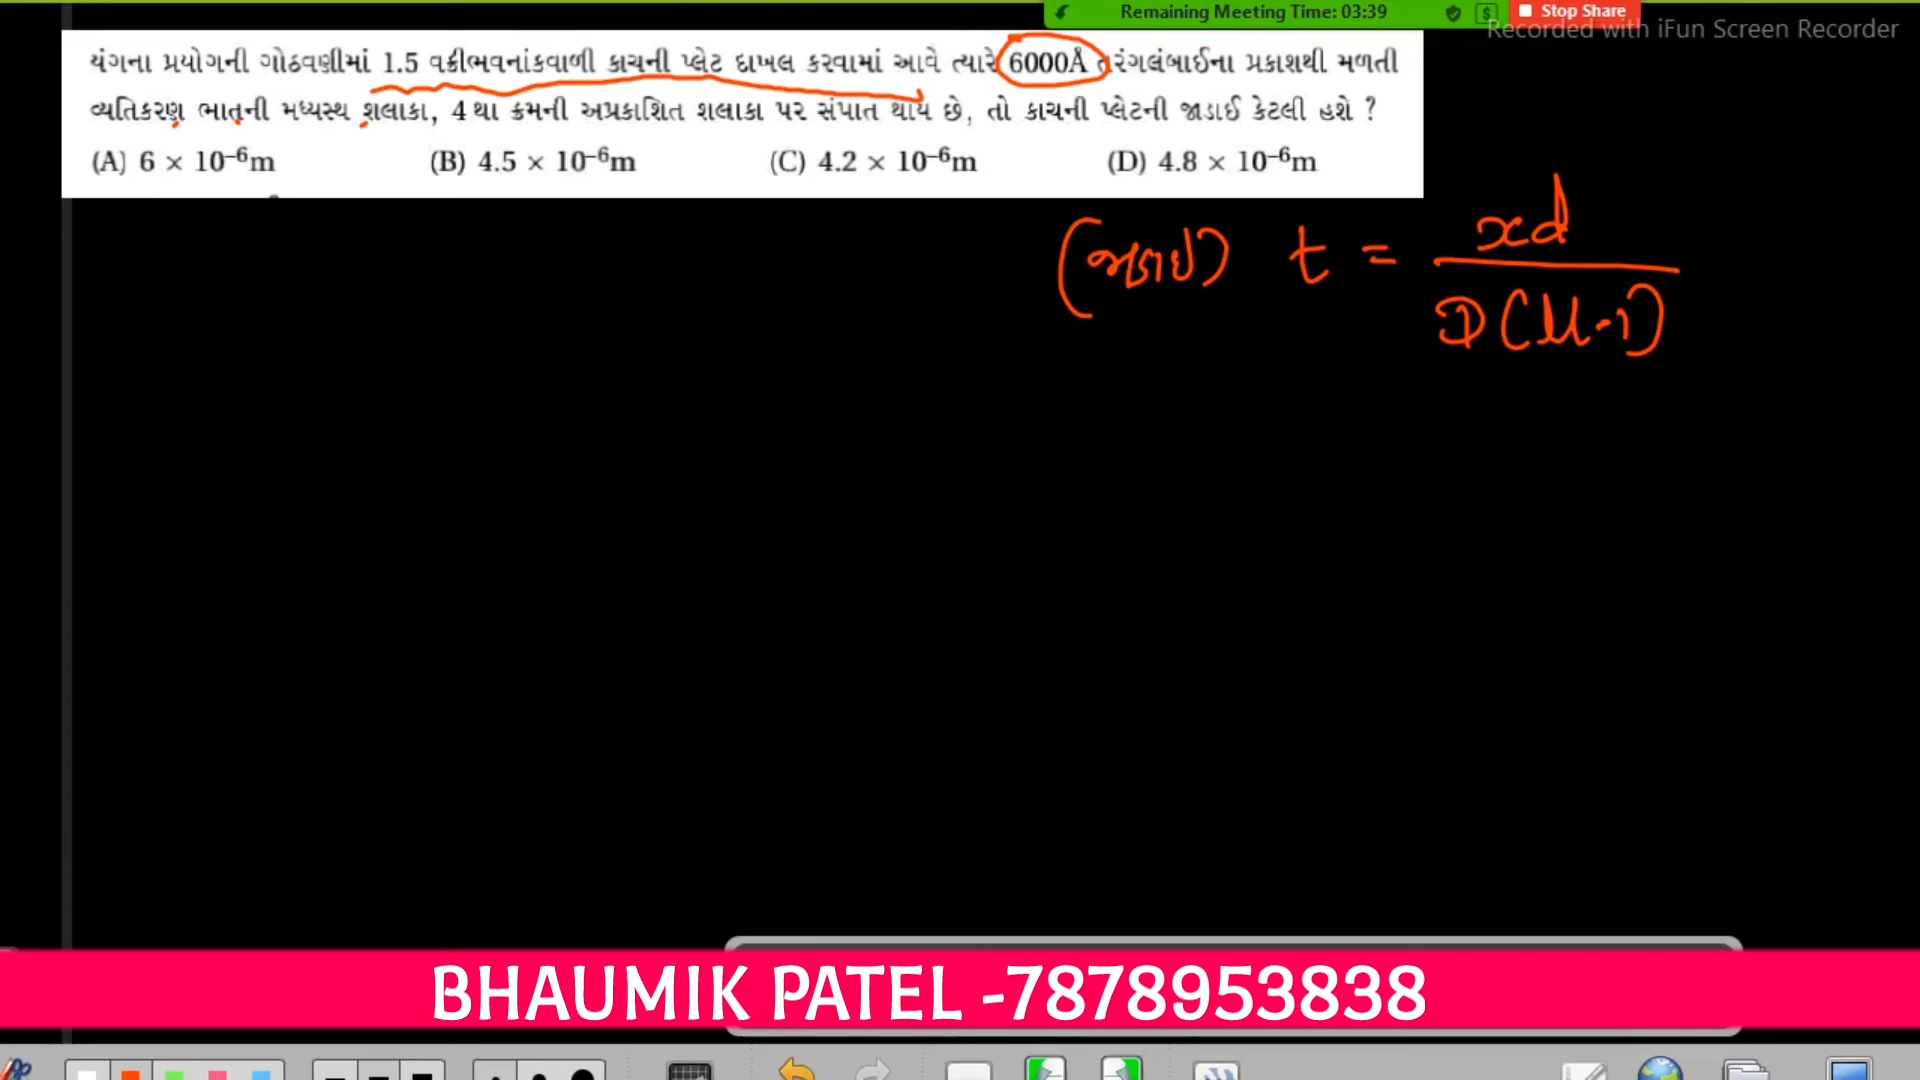 Remaining Meeting Time: 03:39
Stop Share
Recorded with iFun Screen Recorder
યંગના પ્રયોગની ગોઠવણીમાં 1.5 વક્રીભવનાંકવાળી કાચની પ્લેટ દાખલ કરવામાં આવે ત્યારે 6000Å તરંગલંબાઈના પ્રકાશથી મળતી
વ્યતિકરણ ભાતની મધ્યસ્થ શલાકા, 4 થા ક્રમની અપ્રકાશિત શલાકા પર સંપાત થાય છે, તો કાચની પ્લેટની જાડાઈ કેટલી હશે ?
(A) 6 × 10⁻⁶m (B) 4.5 × 10⁻⁶m (C) 4.2 × 10⁻⁶m (D) 4.8 × 10⁻⁶m
(જાડાઇ) t = xd / D(μ-1)
BHAUMIK PATEL -7878953838